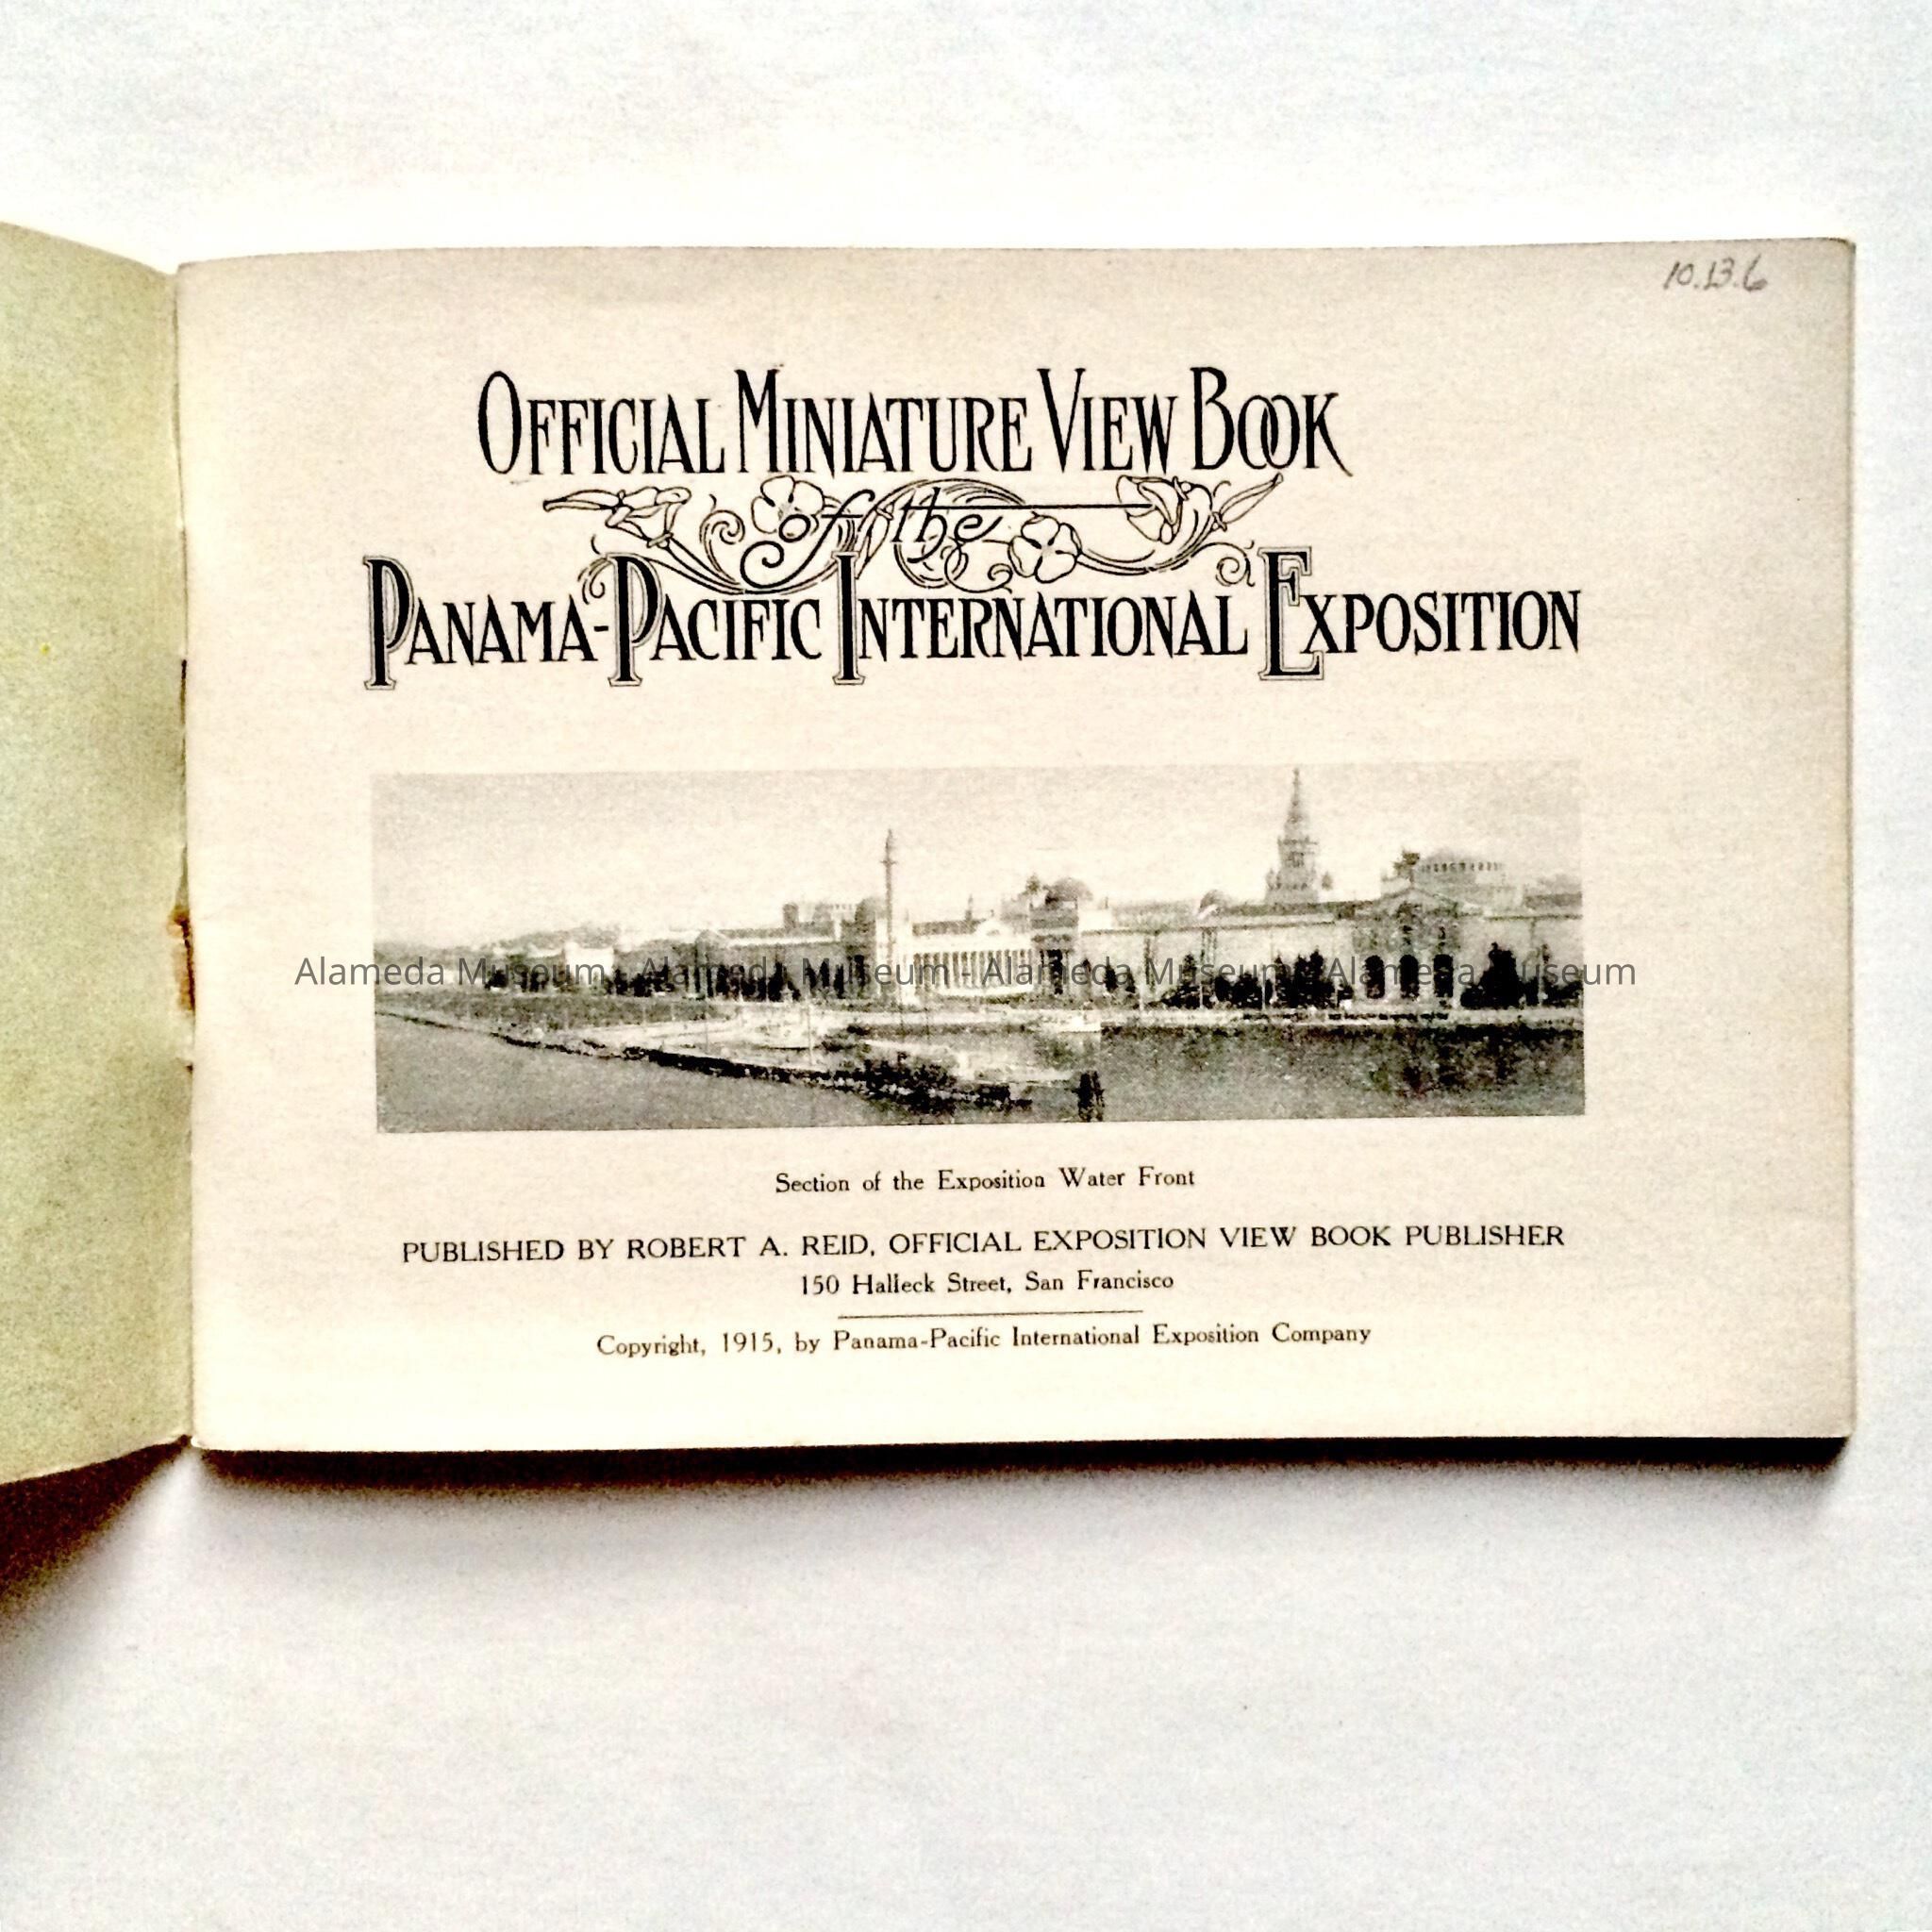 10.13.6
OFFICIAL MINIATURE VIEW BOOK
of the
PANAMA-PACIFIC INTERNATIONAL EXPOSITION
Alameda Museum - Alameda Museum - Alameda Museum - Alameda Museum
Section of the Exposition Water Front
PUBLISHED BY ROBERT A. REID, OFFICIAL EXPOSITION VIEW BOOK PUBLISHER
150 Halleck Street, San Francisco
Copyright, 1915, by Panama-Pacific International Exposition Company